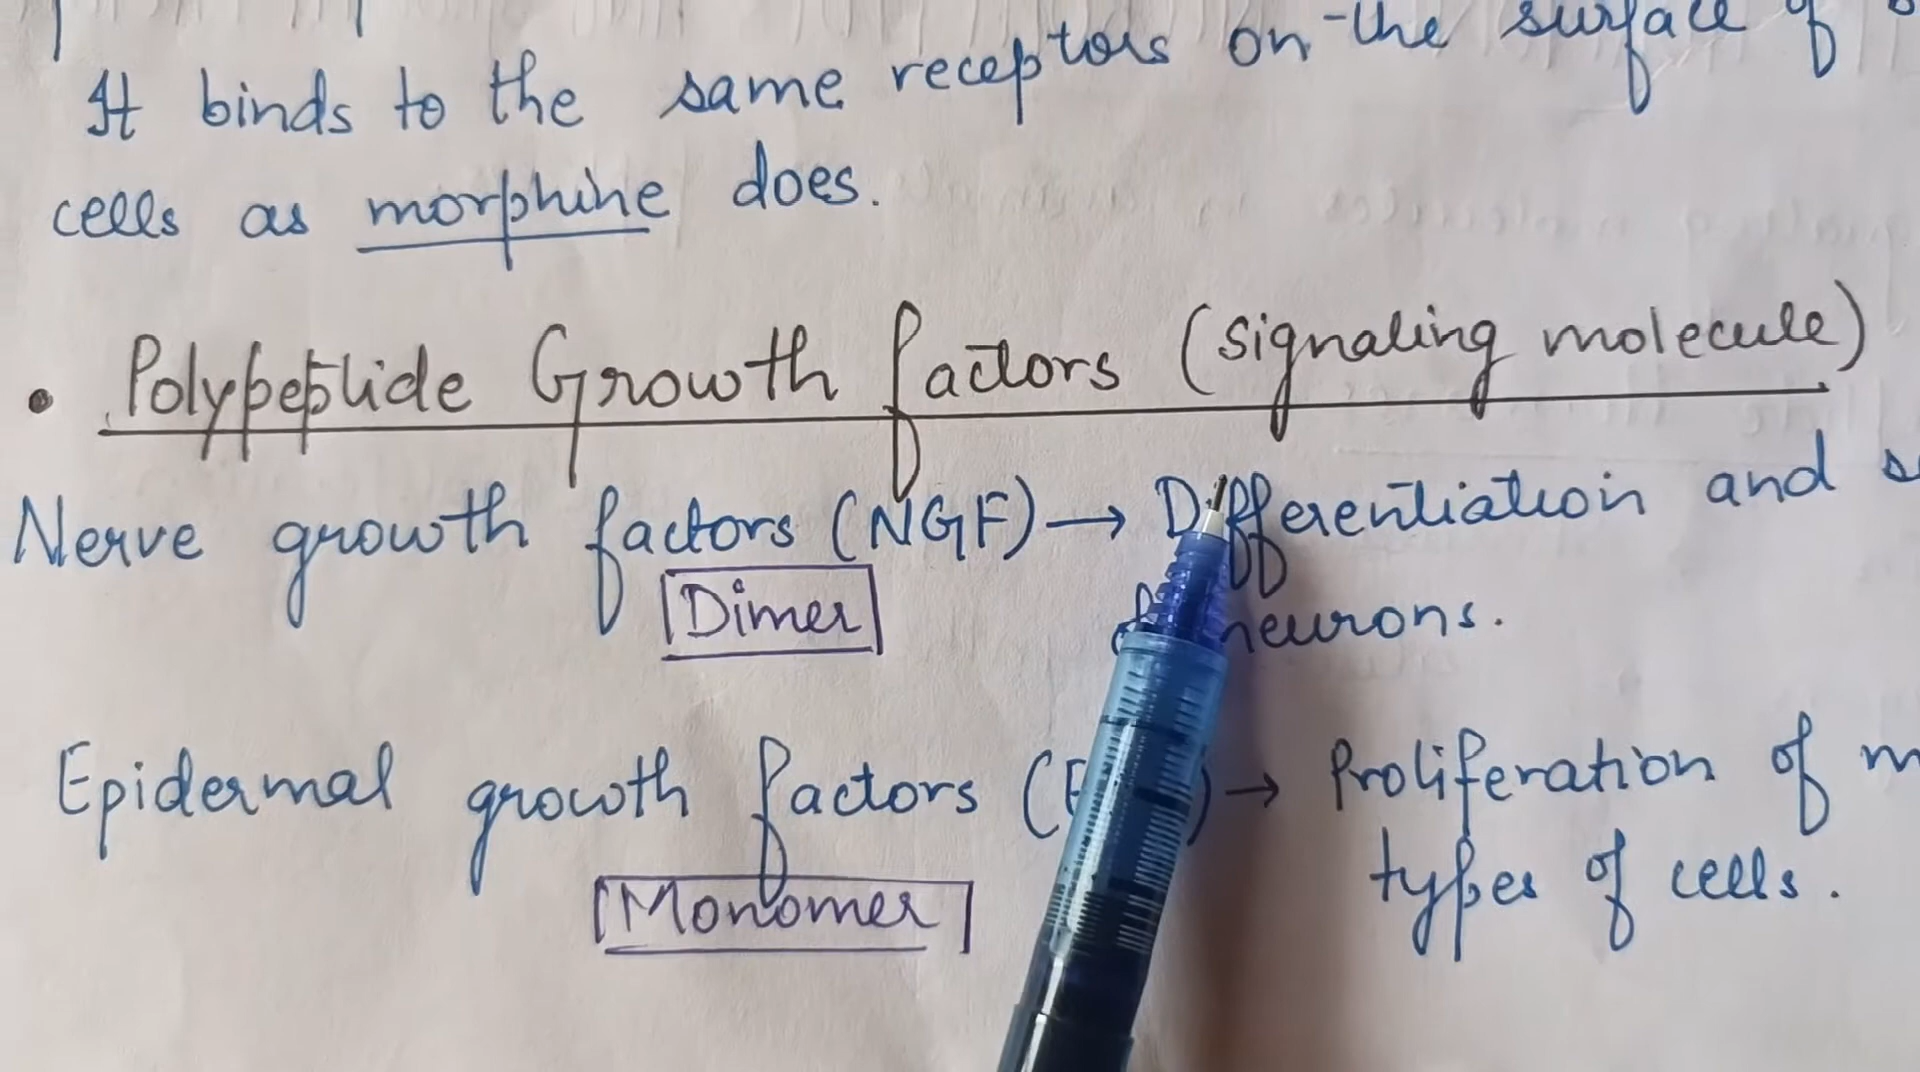 It binds to the same receptors on the surface of
cells as morphine does.
• Polypeptide Growth factors (signaling molecule)
Nerve growth factors (NGF) → Differentiation and
Dimer
neurons.
Epidermal growth factors (E → Proliferation of
Monomer
types of cells.